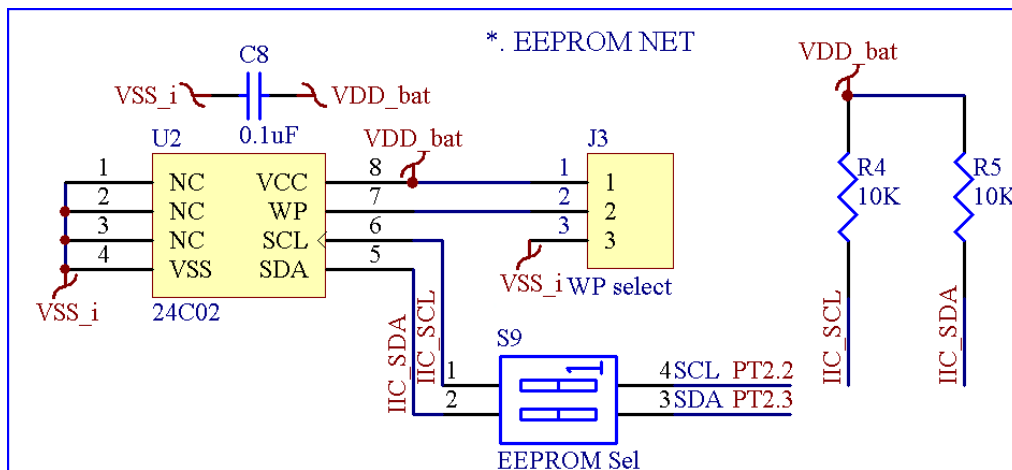 *. EEPROM NET
C8
VSS_i
VDD_bat
0.1uF
U2
1 NC VCC 8
2 NC WP 7
3 NC SCL 6
4 VSS SDA 5
VSS_i
24C02
VDD_bat
J3
1 1
2 2
3 3
VSS_i
WP select
IIC_SDA
IIC_SCL
S9
1
2
1
4 SCL PT2.2
3 SDA PT2.3
EEPROM Sel
VDD_bat
R4
10K
R5
10K
IIC_SCL
IIC_SDA